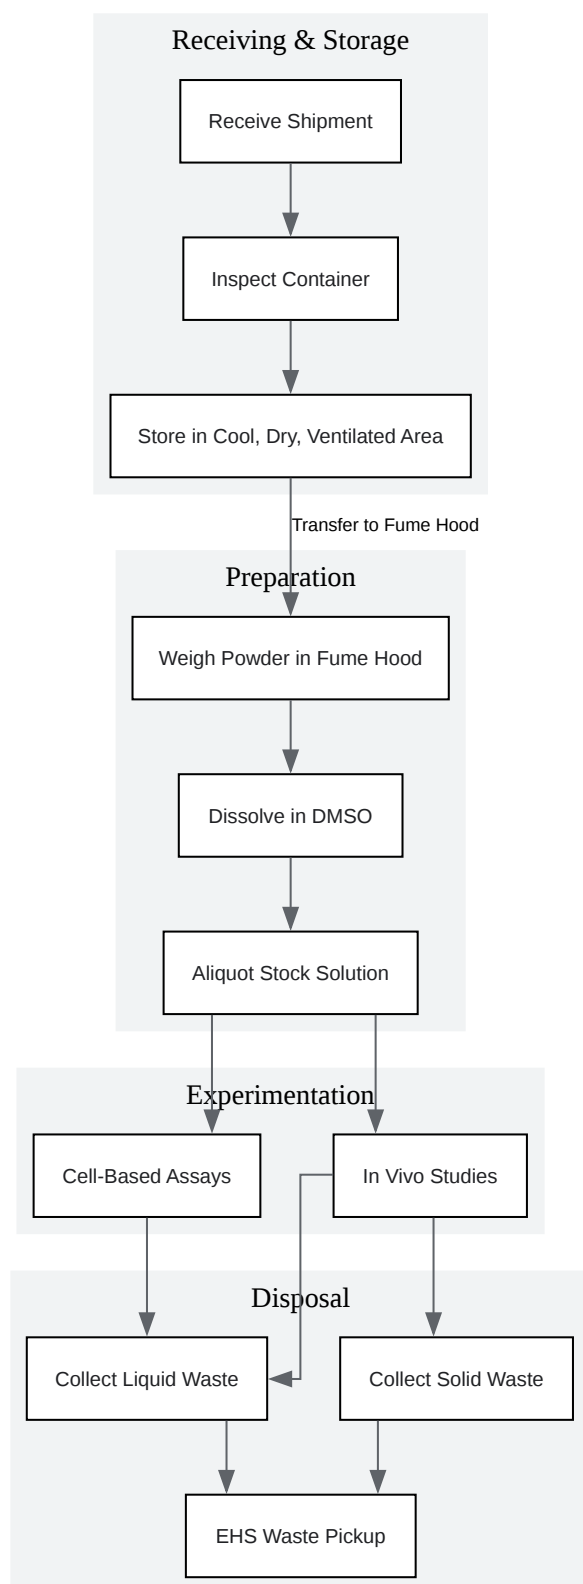 Receiving & Storage
Receive Shipment
Inspect Container
Store in Cool, Dry, Ventilated Area
Transfer to Fume Hood
Preparation
Weigh Powder in Fume Hood
Dissolve in DMSO
Aliquot Stock Solution
Experimentation
Cell-Based Assays
In Vivo Studies
Disposal
Collect Liquid Waste
Collect Solid Waste
EHS Waste Pickup